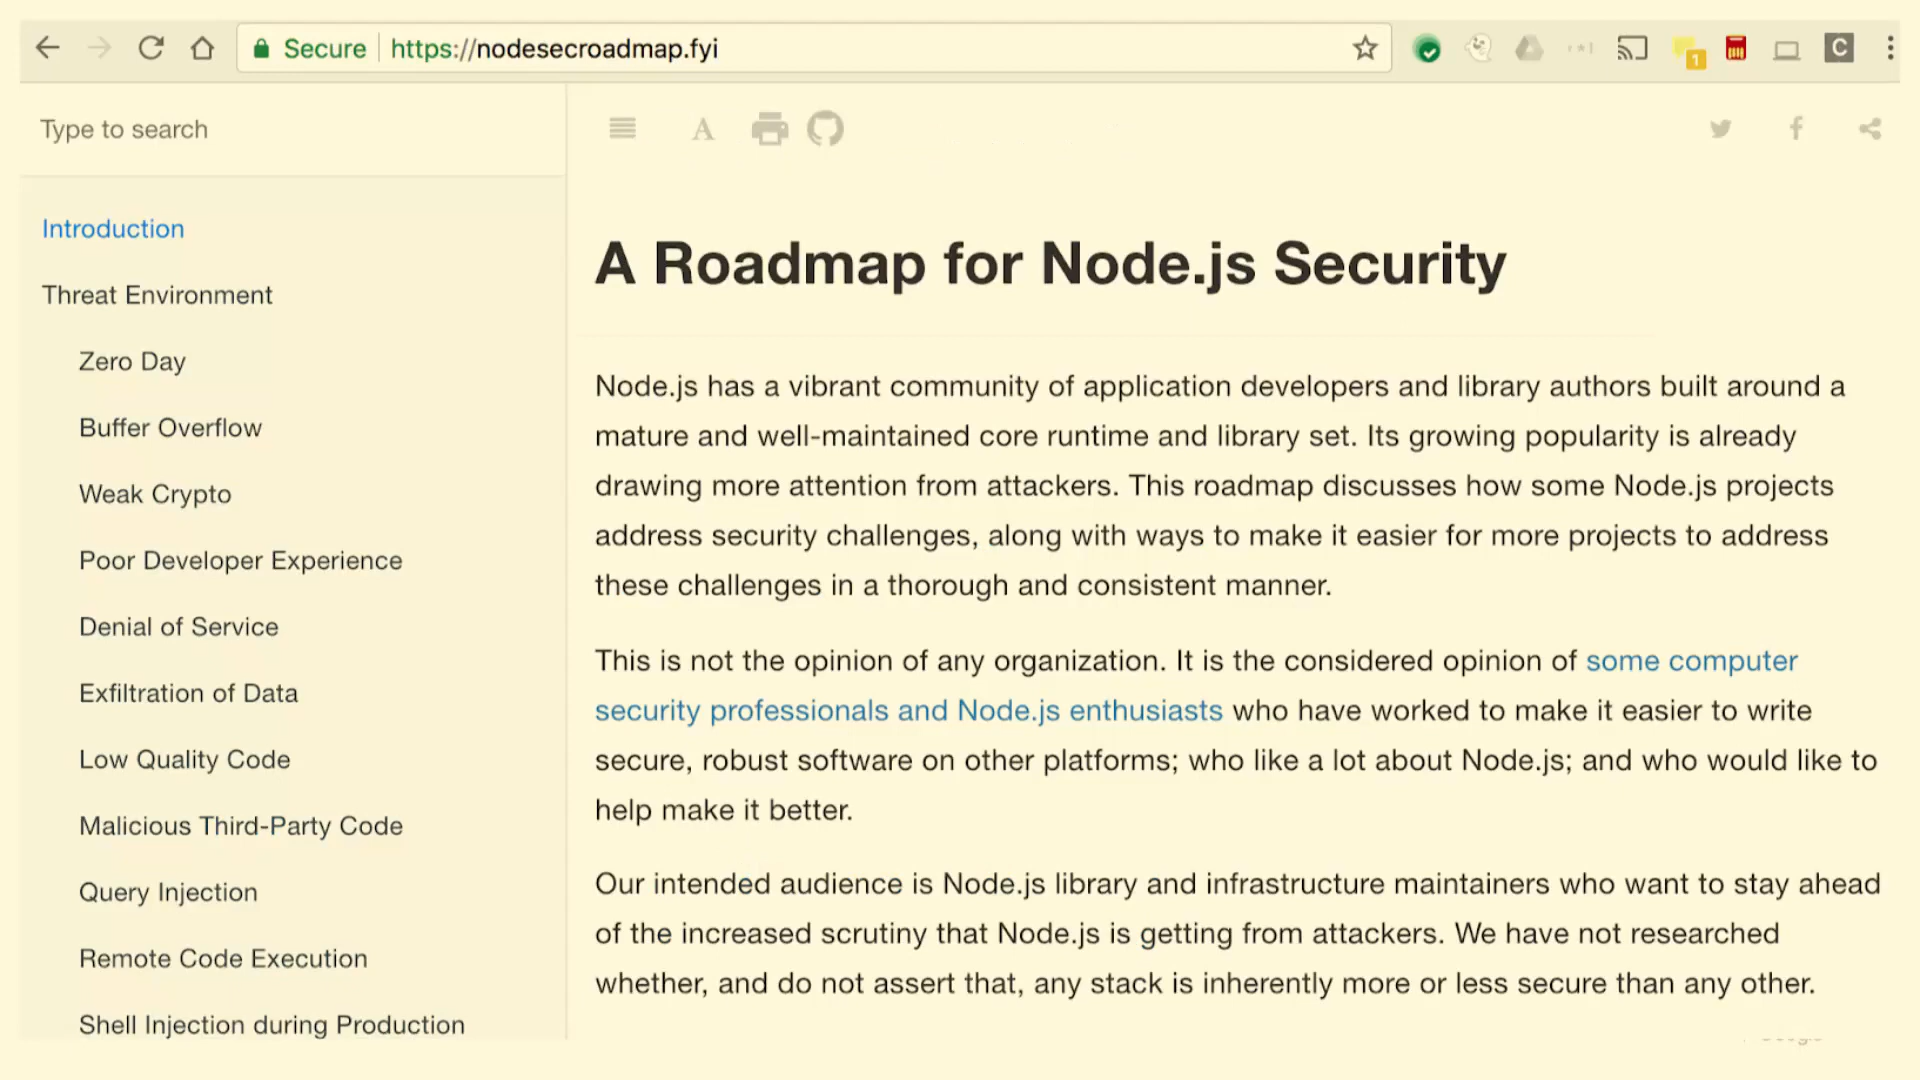 Secure https://nodesecroadmap.fyi
1
C
Type to search
A
Introduction
Threat Environment
Zero Day
Buffer Overflow
Weak Crypto
Poor Developer Experience
Denial of Service
Exfiltration of Data
Low Quality Code
Malicious Third-Party Code
Query Injection
Remote Code Execution
Shell Injection during Production
A Roadmap for Node.js Security
Node.js has a vibrant community of application developers and library authors built around a
mature and well-maintained core runtime and library set. Its growing popularity is already
drawing more attention from attackers. This roadmap discusses how some Node.js projects
address security challenges, along with ways to make it easier for more projects to address
these challenges in a thorough and consistent manner.
This is not the opinion of any organization. It is the considered opinion of some computer
security professionals and Node.js enthusiasts who have worked to make it easier to write
secure, robust software on other platforms; who like a lot about Node.js; and who would like to
help make it better.
Our intended audience is Node.js library and infrastructure maintainers who want to stay ahead
of the increased scrutiny that Node.js is getting from attackers. We have not researched
whether, and do not assert that, any stack is inherently more or less secure than any other.